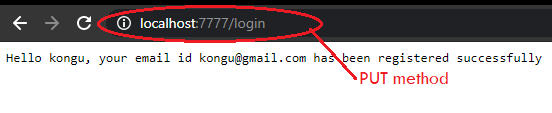 localhost:7777/login
Hello kongu, your email id kongu@gmail.com has been registered successfully
PUT method